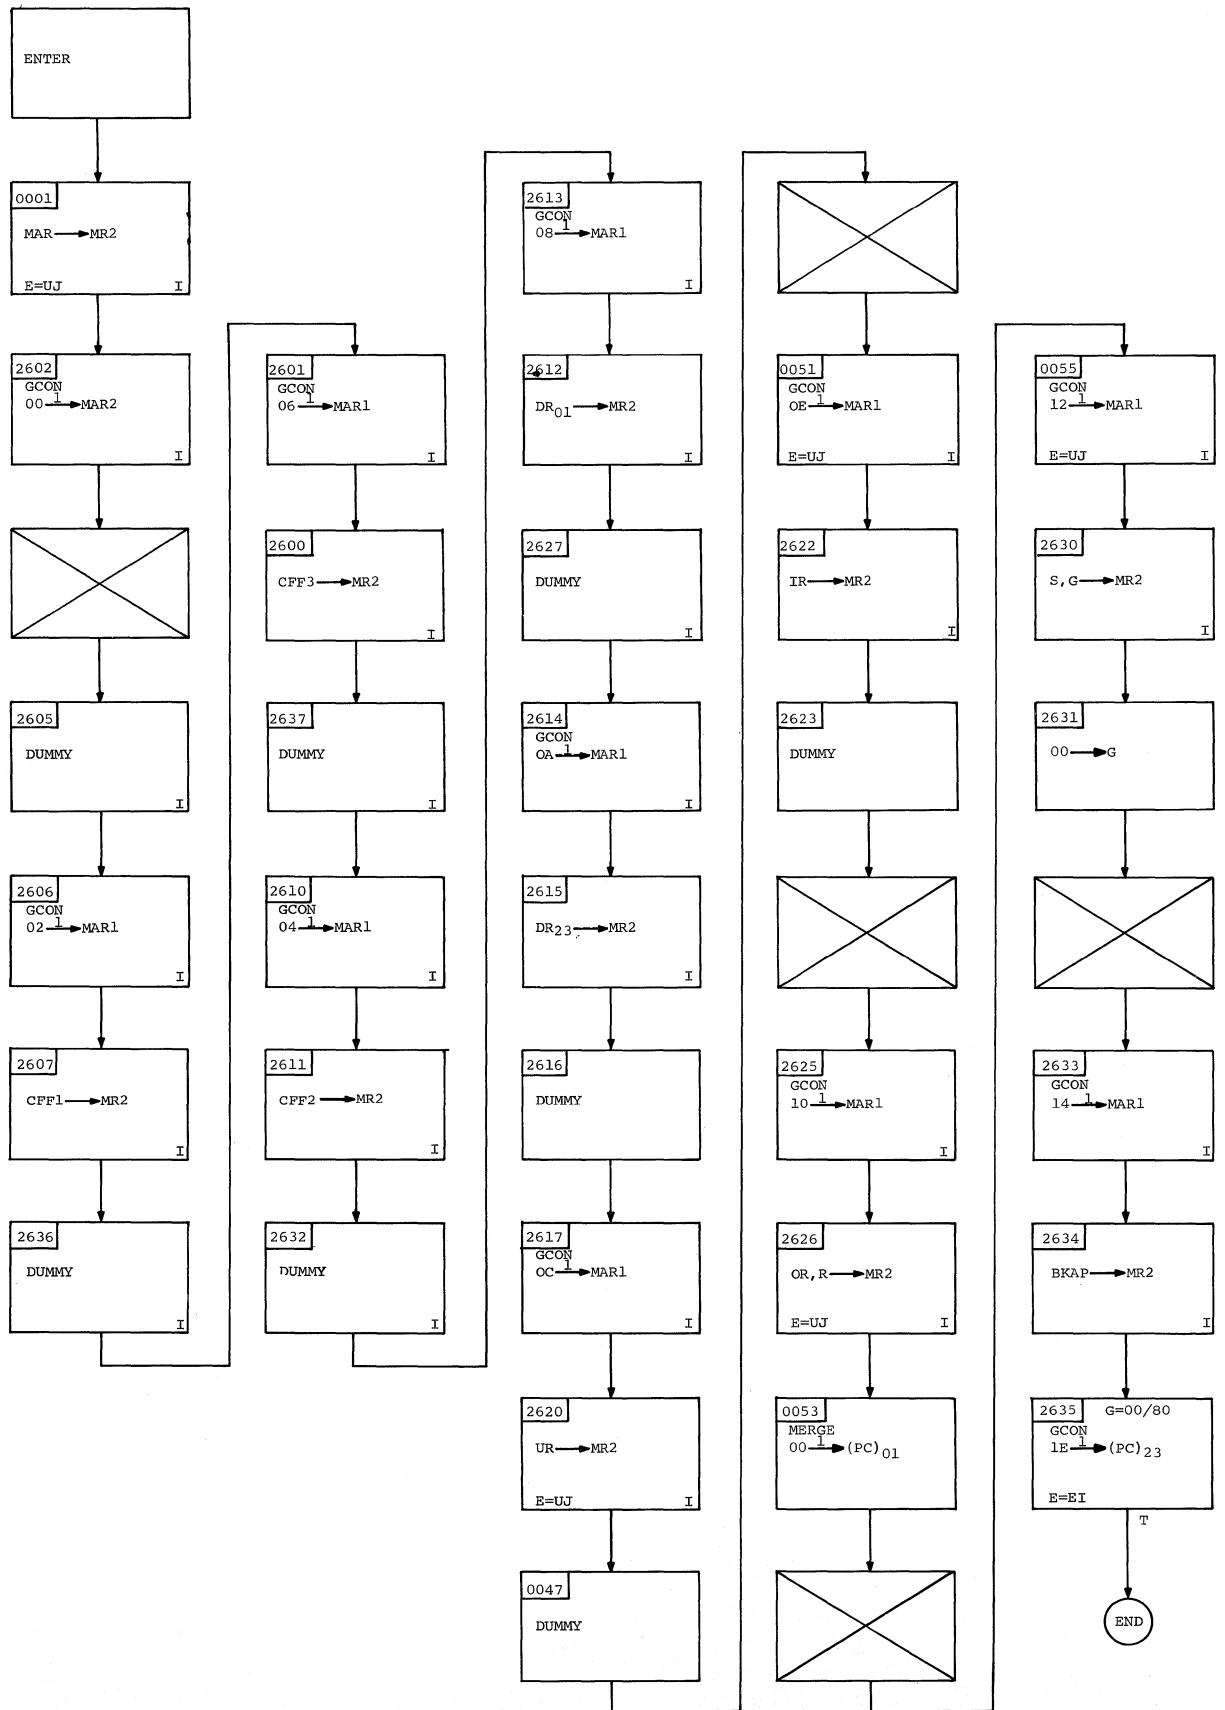 ENTER
0001
MAR→MR2
E=UJ I
2602
GCON
1
00→MAR2
I
2605
DUMMY
I
2606
GCON
1
02→MAR1
I
2607
CFF1→MR2
I
2636
DUMMY
I
2601
GCON
1
06→MAR1
I
2600
CFF3→MR2
I
2637
DUMMY
I
2610
GCON
1
04→MAR1
I
2611
CFF2→MR2
I
2632
DUMMY
I
2613
GCON
1
08→MAR1
I
2612
DR01→MR2
I
2627
DUMMY
2614
GCON
1
OA→MAR1
I
2615
DR23→MR2
I
2616
DUMMY
2617
GCON
1
OC→MAR1
I
2620
UR→MR2
E=UJ I
0047
DUMMY
0051
GCON
1
OE→MAR1
E=UJ I
2622
IR→MR2
I
2623
DUMMY
2625
GCON
1
10→MAR1
I
2626
OR,R→MR2
E=UJ I
0053
MERGE
1
00→(PC)01
0055
GCON
1
12→MAR1
E=UJ I
2630
S,G→MR2
I
2631
00→G
2633
GCON
1
14→MAR1
I
2634
BKAP→MR2
I
2635 G=00/80
GCON
1
1E→(PC)23
E=EI
T
END